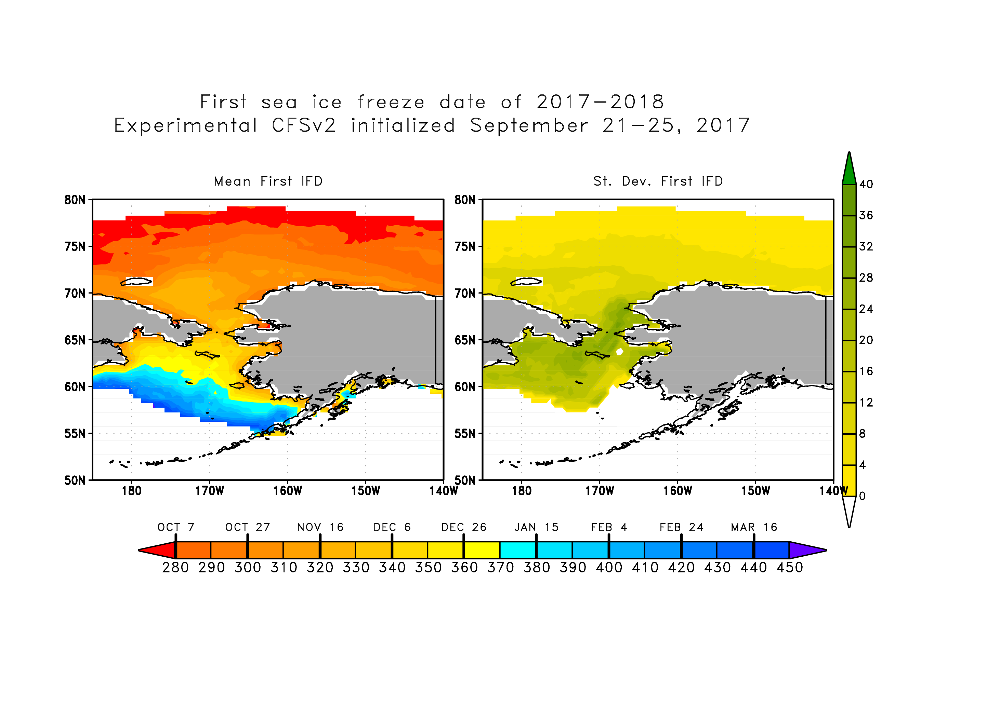 First sea ice freeze date of 2017-2018
Experimental CFSv2 initialized September 21-25, 2017
Mean First IFD
St. Dev. First IFD
80N
75N
70N
65N
60N
55N
50N
180
170W
160W
150W
140W
80N
75N
70N
65N
60N
55N
50N
180
170W
160W
150W
140W
40
36
32
28
24
20
16
12
8
4
0
OCT 7 OCT 27 NOV 16 DEC 6 DEC 26 JAN 15 FEB 4 FEB 24 MAR 16
280 290 300 310 320 330 340 350 360 370 380 390 400 410 420 430 440 450